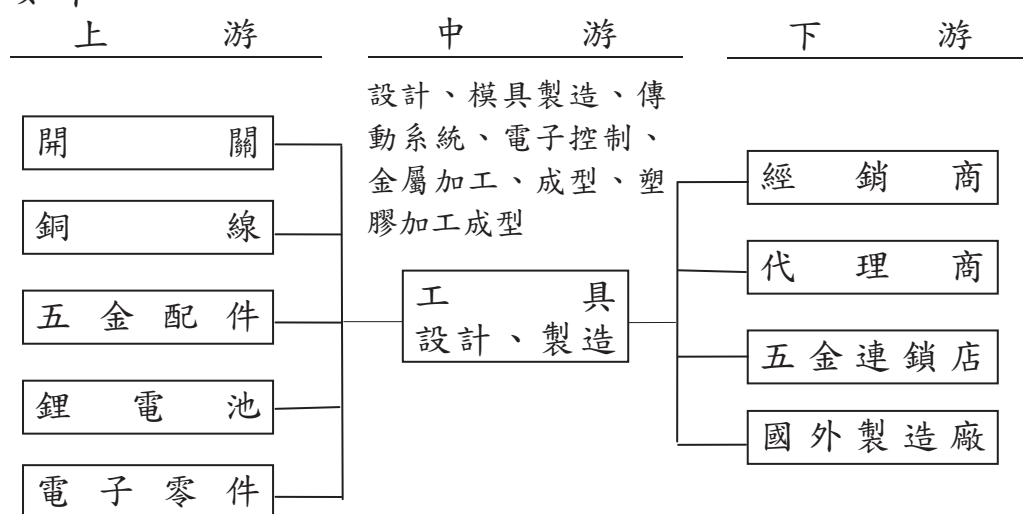 上游
中游
下游
設計、模具製造、傳
動系統、電子控制、
金屬加工、成型、塑
膠加工成型
開關
銅線
五金配件
鋰電池
電子零件
工具
設計、製造
經銷商
代理商
五金連鎖店
國外製造廠